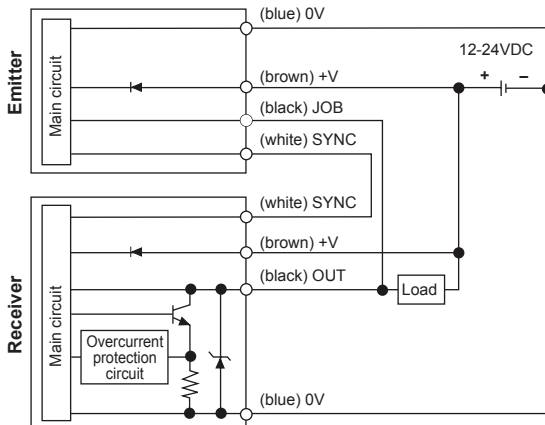 (blue) 0V
12-24VDC
+
–
Emitter
Main circuit
(brown) +V
(black) JOB
(white) SYNC
(white) SYNC
(brown) +V
(black) OUT
Load
Receiver
Main circuit
Overcurrent
protection
circuit
(blue) 0V